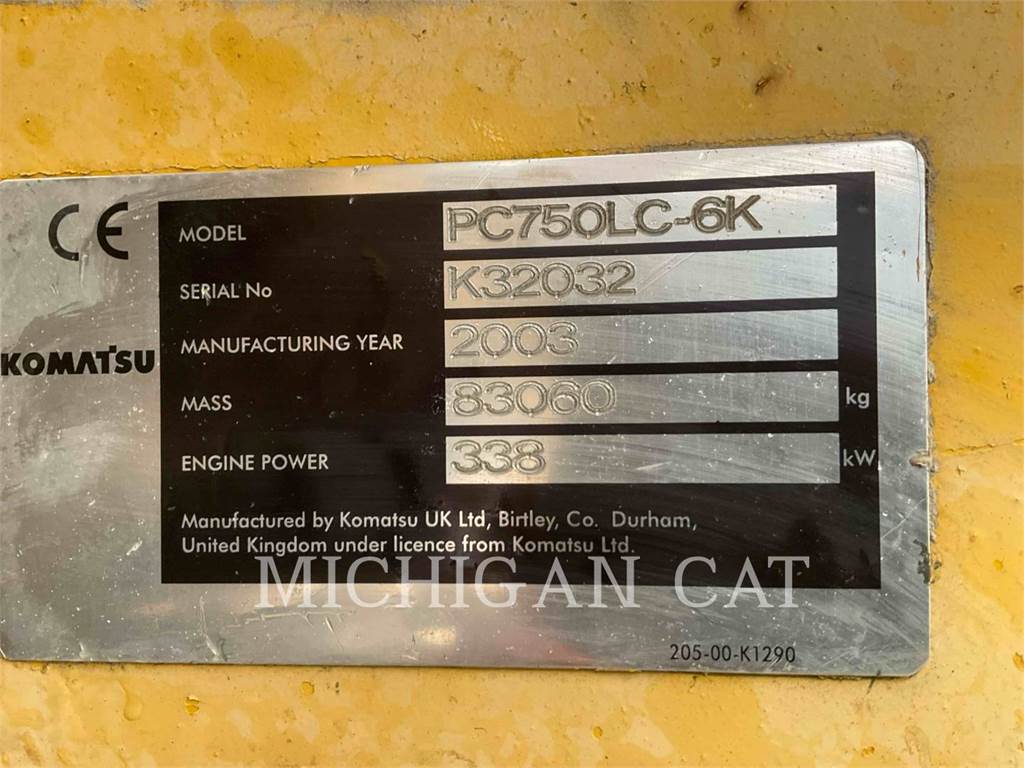 CE
KOMATSU
MODEL PC750LC-6K
SERIAL No K32032
MANUFACTURING YEAR 2003
MASS 83060 kg
ENGINE POWER 338 kW
Manufactured by Komatsu UK Ltd, Birtley, Co. Durham,
United Kingdom under licence from Komatsu Ltd.
MICHIGAN CAT
205-00-K1290